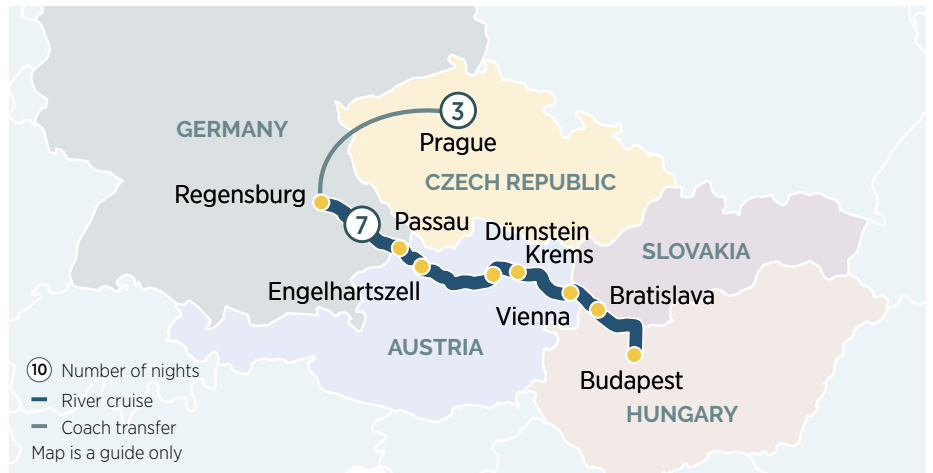 GERMANY
3
Prague
CZECH REPUBLIC
Regensburg
7
Passau
Dürnstein
Krems
SLOVAKIA
Engelhartszell
Vienna
Bratislava
AUSTRIA
Budapest
HUNGARY
10 Number of nights
River cruise
Coach transfer
Map is a guide only